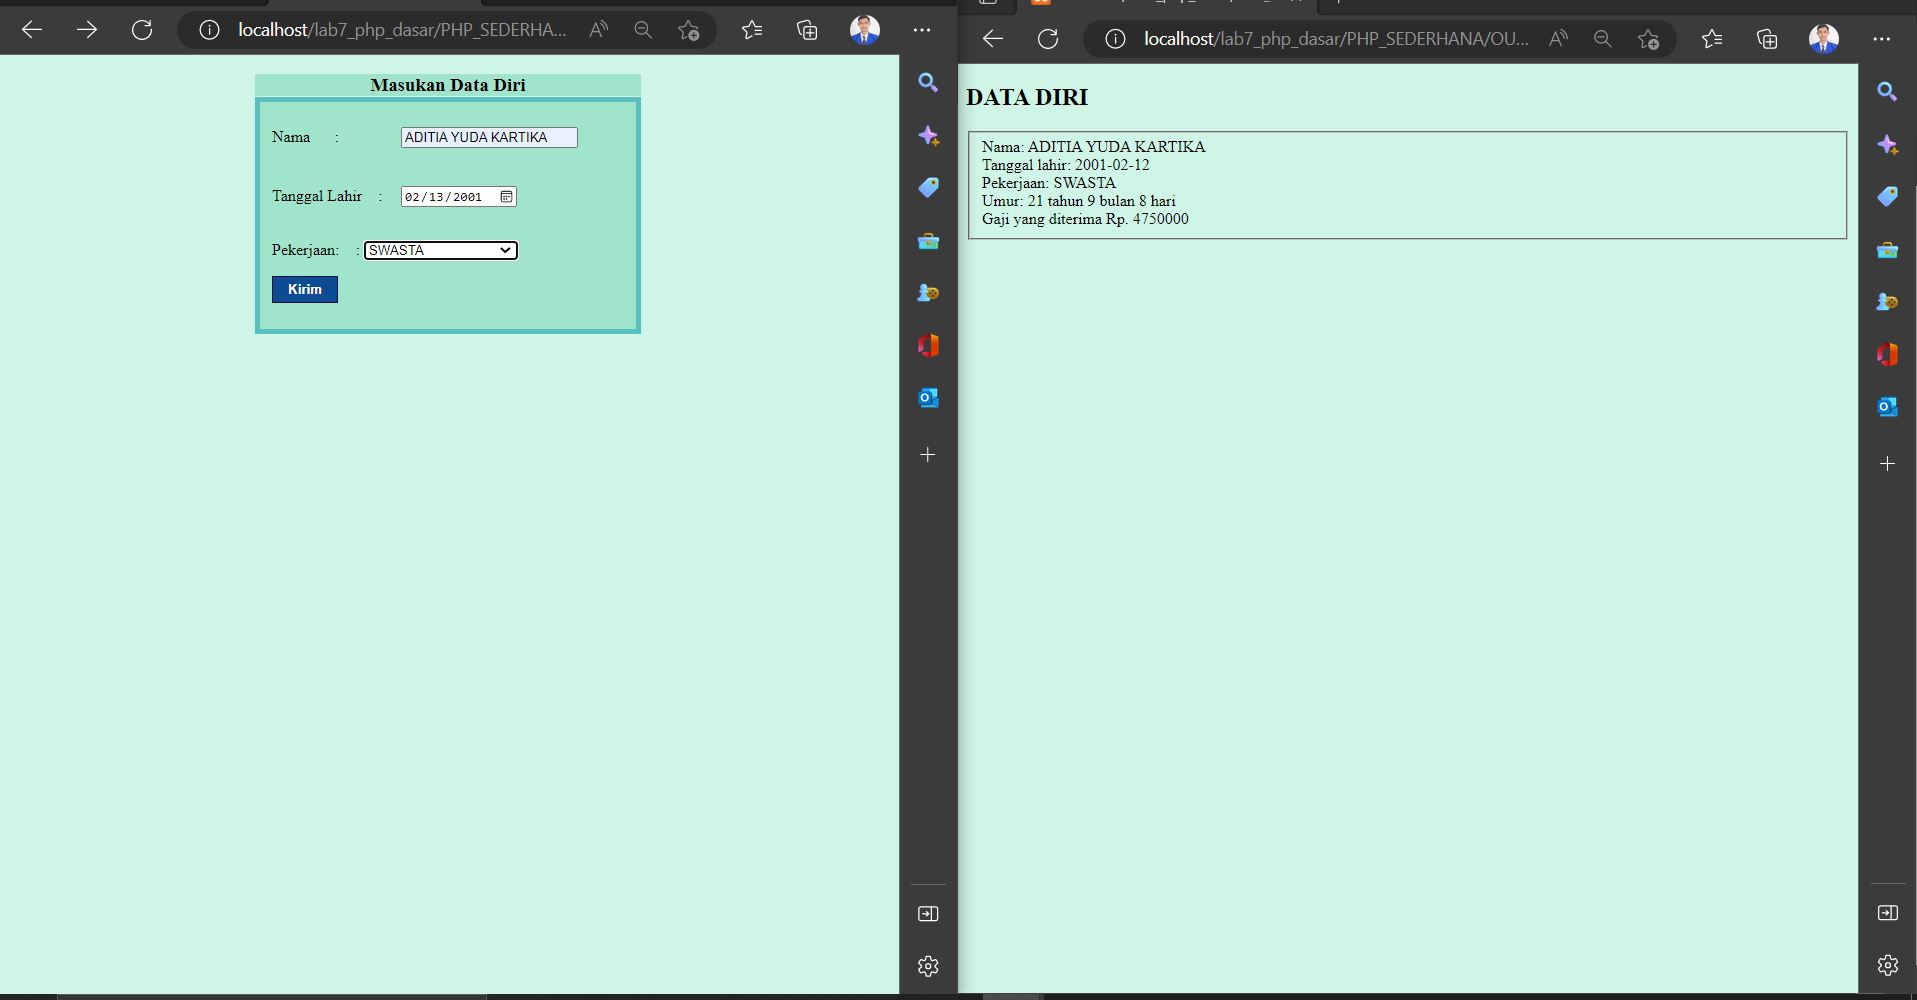 localhost/lab7_php_dasar/PHP_SEDERHA...
Masukan Data Diri
Nama :
ADITIA YUDA KARTIKA
Tanggal Lahir :
02/13/2001
Pekerjaan: :
SWASTA
Kirim
localhost/lab7_php_dasar/PHP_SEDERHANA/OU...
DATA DIRI
Nama: ADITIA YUDA KARTIKA
Tanggal lahir: 2001-02-12
Pekerjaan: SWASTA
Umur: 21 tahun 9 bulan 8 hari
Gaji yang diterima Rp. 4750000